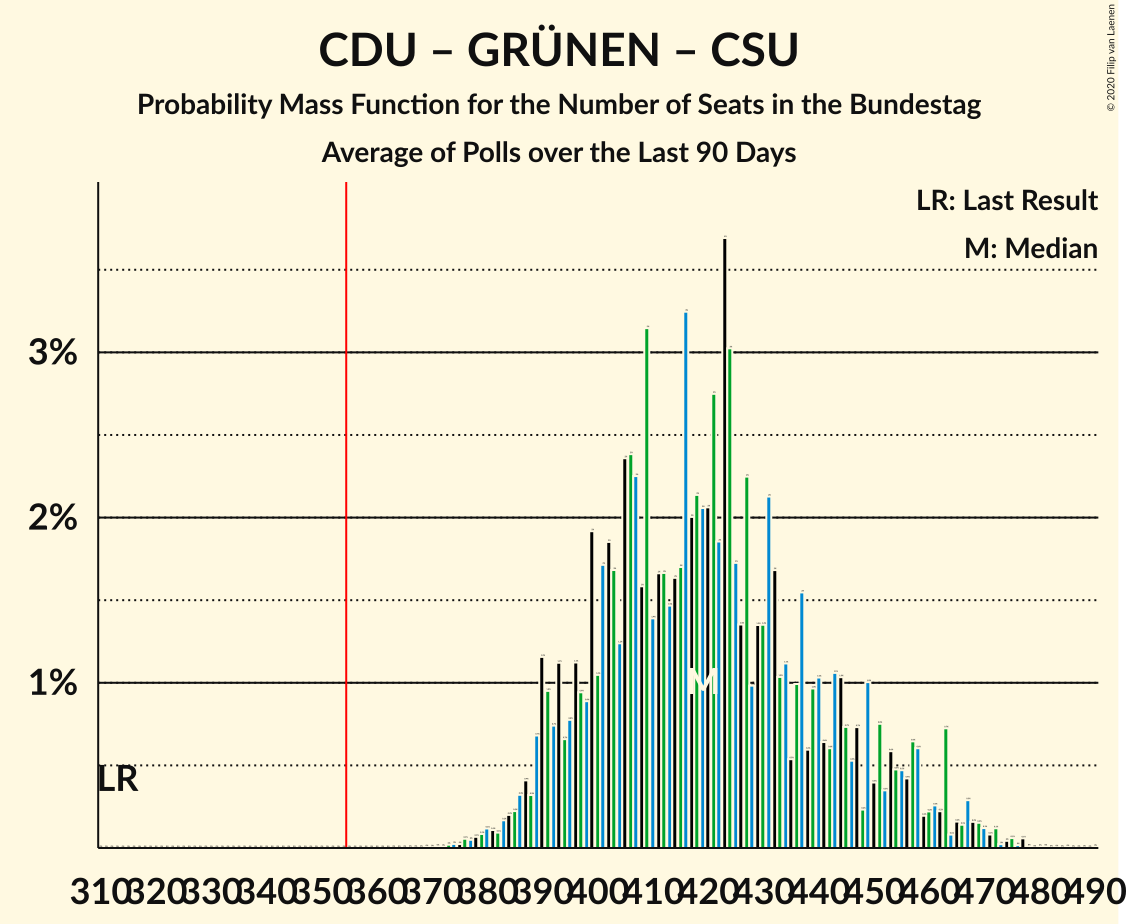 CDU – GRÜNEN – CSU
© 2020 Filip van Laenen
Probability Mass Function for the Number of Seats in the Bundestag
Average of Polls over the Last 90 Days
LR: Last Result
M: Median
3%
2%
1%
M
LR
310 320 330 340 350 360 370 380 390 400 410 420 430 440 450 460 470 480 490